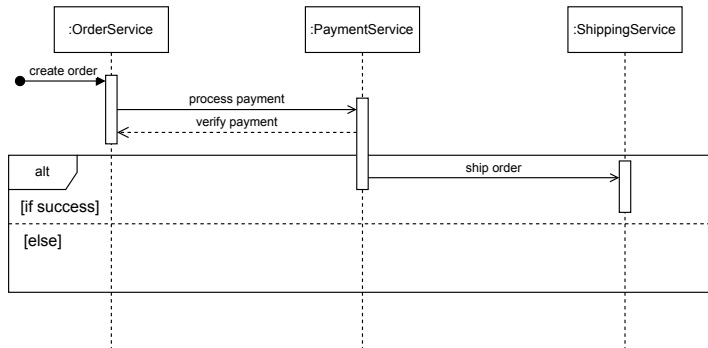 :OrderService
:PaymentService
:ShippingService
create order
process payment
verify payment
alt
ship order
[if success]
[else]